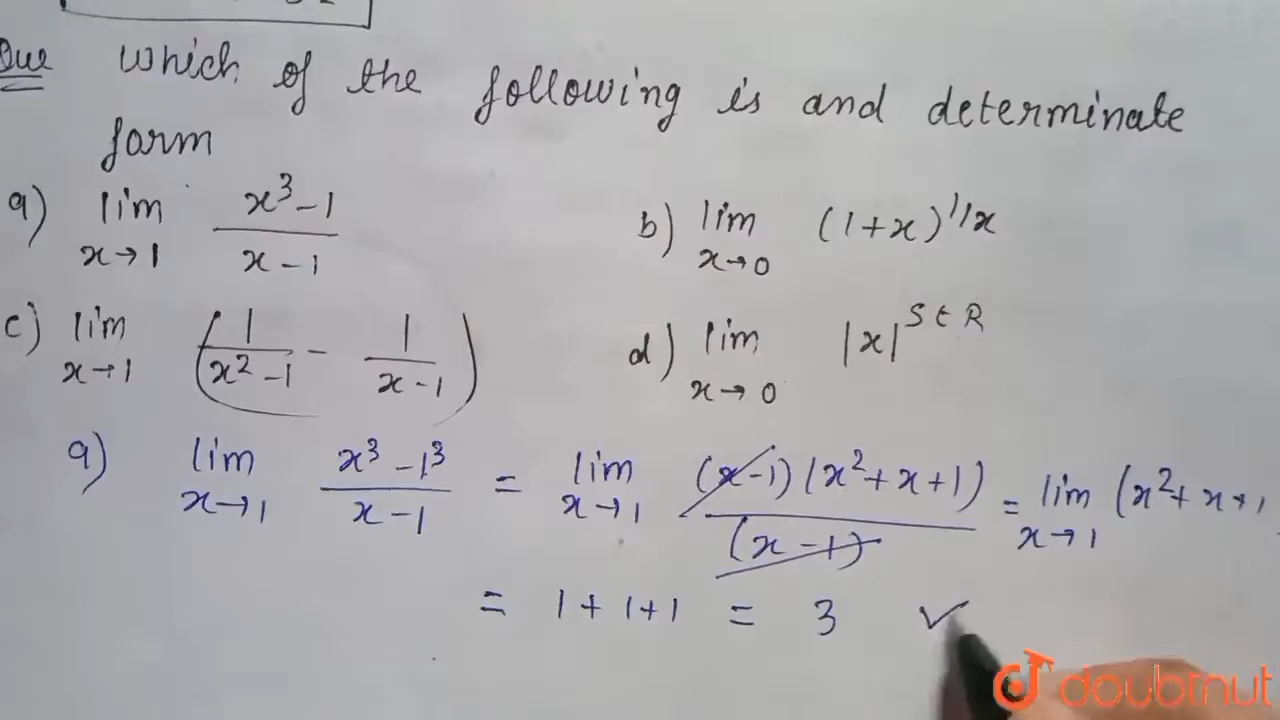 Que which of the following is and determinate
form
a) lim x→1 x³-1 / x-1
b) lim x→0 (1+x)^1/x
c) lim x→1 (1/x²-1 - 1/x-1)
d) lim x→0 |x|^S∈R
a) lim x→1 x³-1³ / x-1 = lim x→1 (x-1)(x²+x+1) / (x-1) = lim x→1 (x²+x+1
= 1+1+1 = 3 ✓
doubtnut